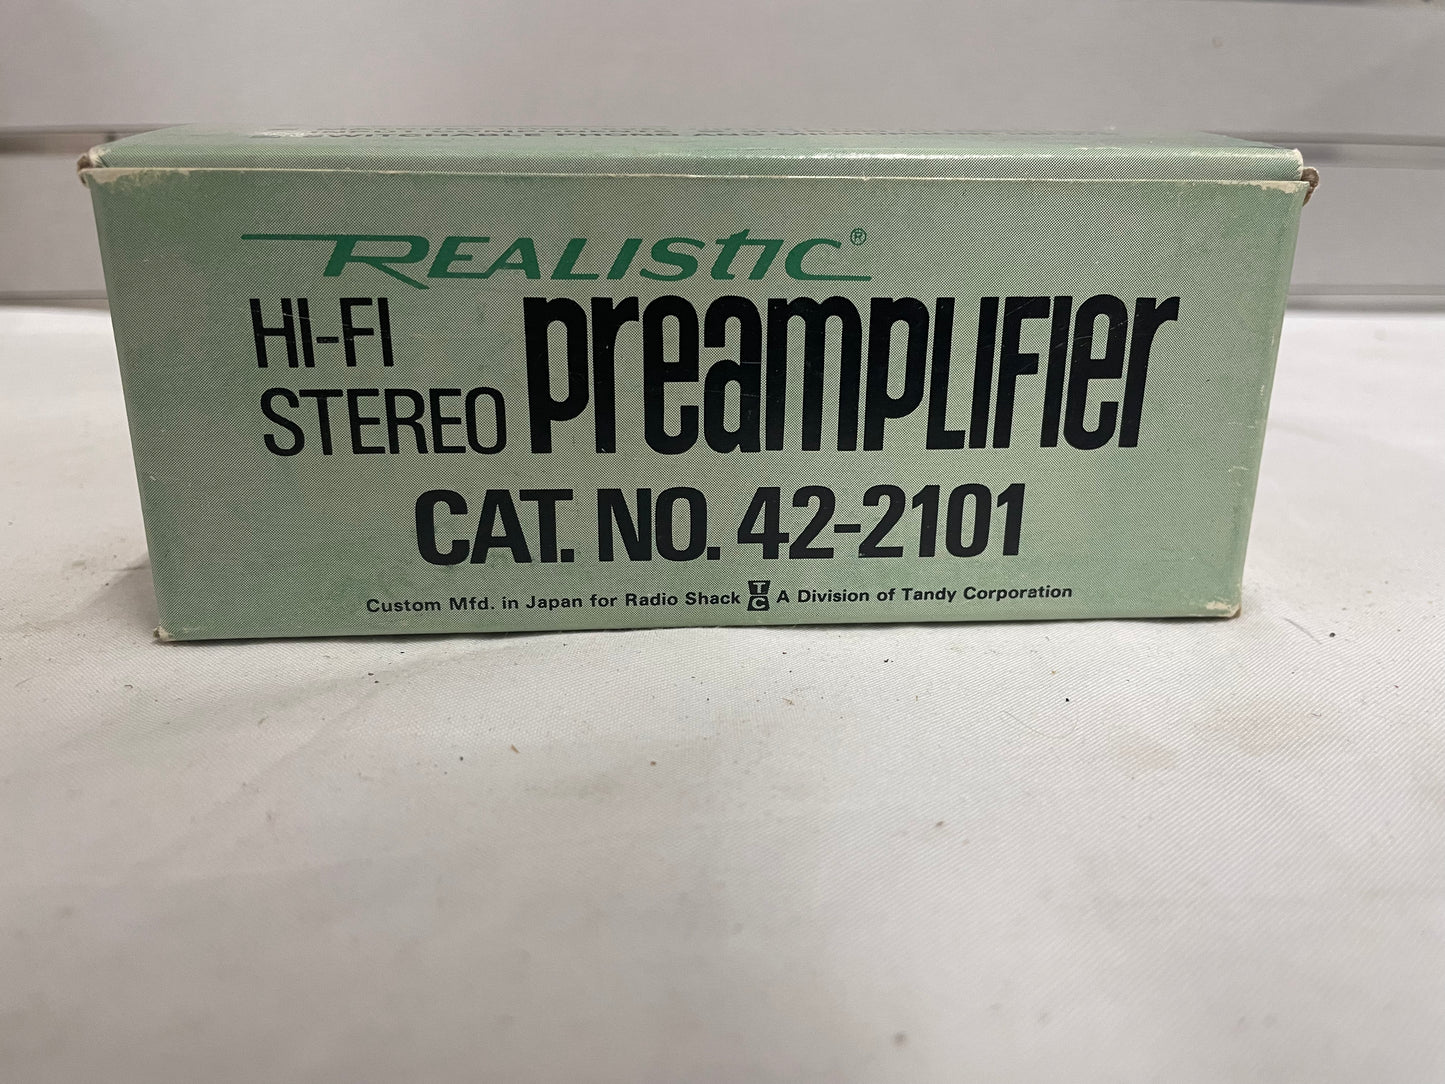 REALISTIC®
HI-FI
STEREO preamplifier
CAT. NO. 42-2101
Custom Mfd. in Japan for Radio Shack TC A Division of Tandy Corporation